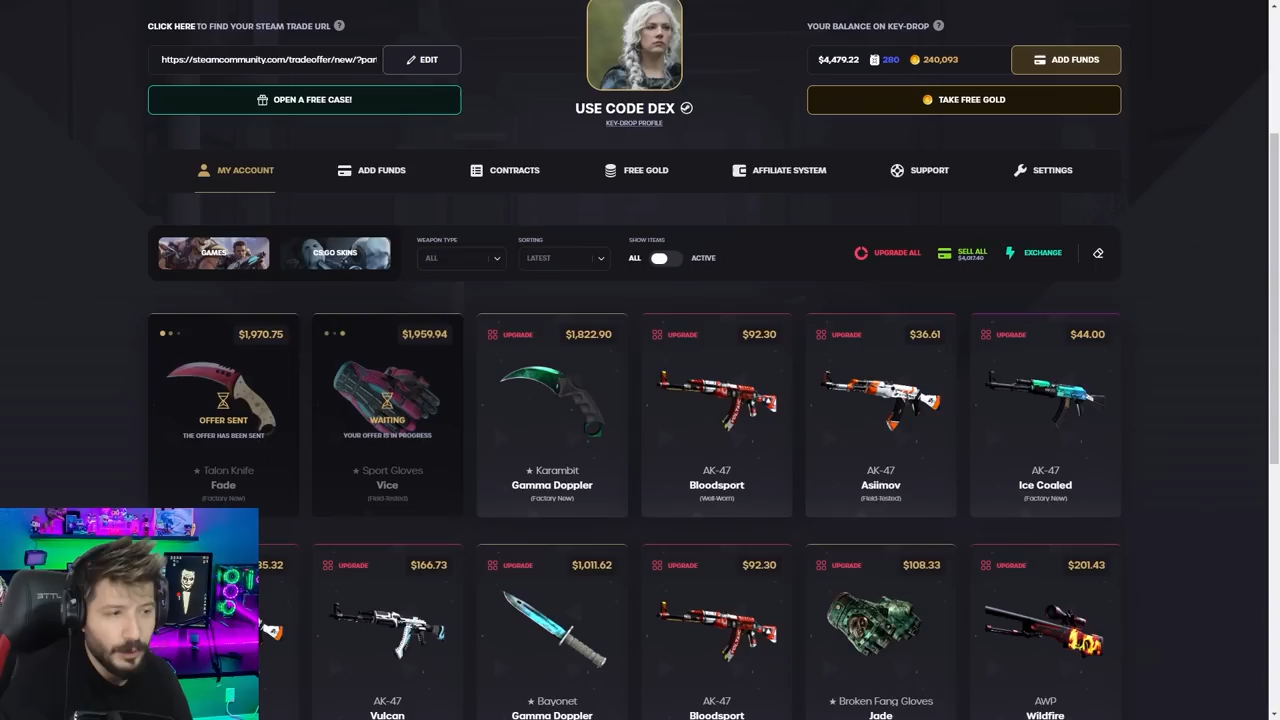 CLICK HERE TO FIND YOUR STEAM TRADE URL ?
YOUR BALANCE ON KEY-DROP ?
https://steamcommunity.com/tradeoffer/new/?par
EDIT
$4,479.22 280 240,093
ADD FUNDS
OPEN A FREE CASE!
USE CODE DEX
TAKE FREE GOLD
KEY-DROP PROFILE
MY ACCOUNT ADD FUNDS CONTRACTS FREE GOLD AFFILIATE SYSTEM SUPPORT SETTINGS
WEAPON TYPE SORTING SHOW ITEMS
GAMES CS:GO SKINS
ALL LATEST ALL ACTIVE
UPGRADE ALL SELL ALL EXCHANGE
$4,017.40
$1,970.75 $1,959.94 UPGRADE $1,822.90 UPGRADE $92.30 UPGRADE $36.61 UPGRADE $44.00
OFFER SENT WAITING
THE OFFER HAS BEEN SENT YOUR OFFER IS IN PROGRESS
★ Talon Knife ★ Sport Gloves ★ Karambit AK-47 AK-47 AK-47
Fade Vice Gamma Doppler Bloodsport Asiimov Ice Coaled
(Factory New) (Field-Tested) (Factory New) (Well-Worn) (Field-Tested) (Factory New)
35.32 UPGRADE $166.73 UPGRADE $1,011.62 UPGRADE $92.30 UPGRADE $108.33 UPGRADE $201.43
AK-47 ★ Bayonet AK-47 ★ Broken Fang Gloves AWP
Vulcan Gamma Doppler Bloodsport Jade Wildfire